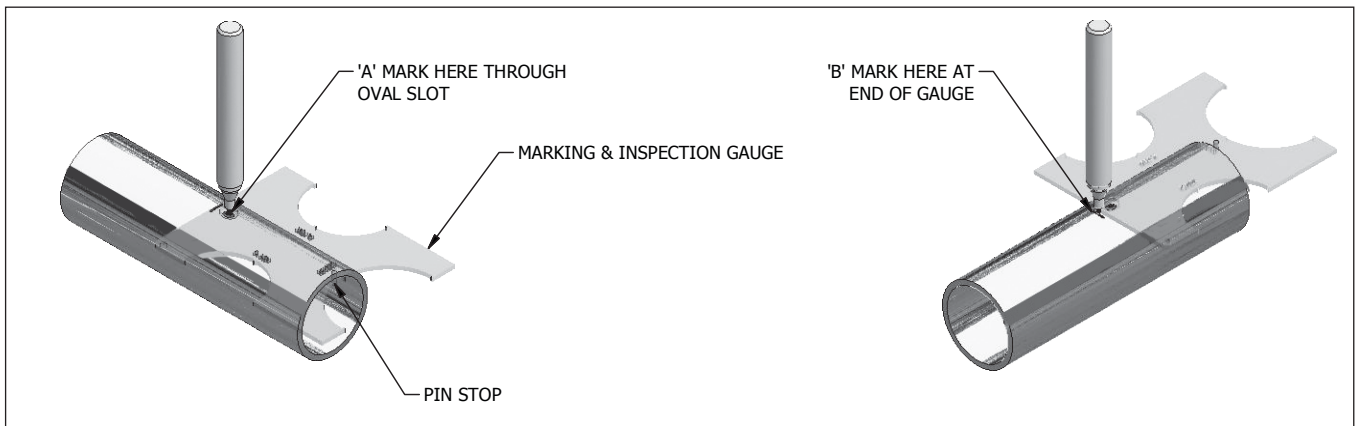 'A' MARK HERE THROUGH
OVAL SLOT
MARKING & INSPECTION GAUGE
PIN STOP
'B' MARK HERE AT
END OF GAUGE